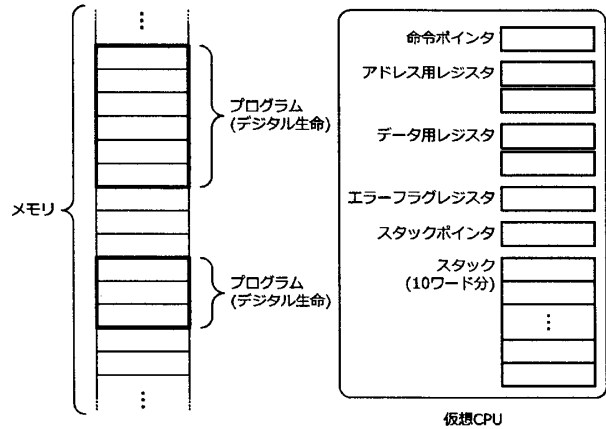 メモリ
プログラム
(デジタル生命)
プログラム
(デジタル生命)
命令ポインタ
アドレス用レジスタ
データ用レジスタ
エラーフラグレジスタ
スタックポインタ
スタック
(10ワード分)
仮想CPU